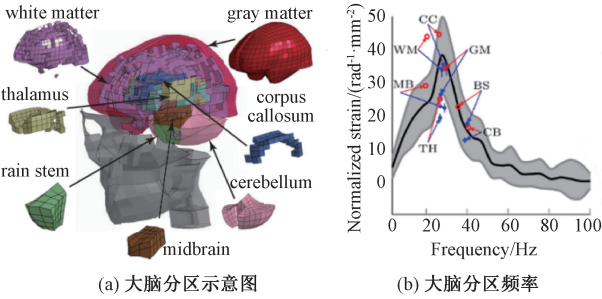 white matter
gray matter
thalamus
corpus
callosum
rain stem
cerebellum
midbrain
(a) 大脑分区示意图
Normalized strain/(rad⁻¹·mm⁻²)
50
40
30
20
10
0
CC
WM
GM
MB
BS
TH
CB
0 20 40 60 80 100
Frequency/Hz
(b) 大脑分区频率